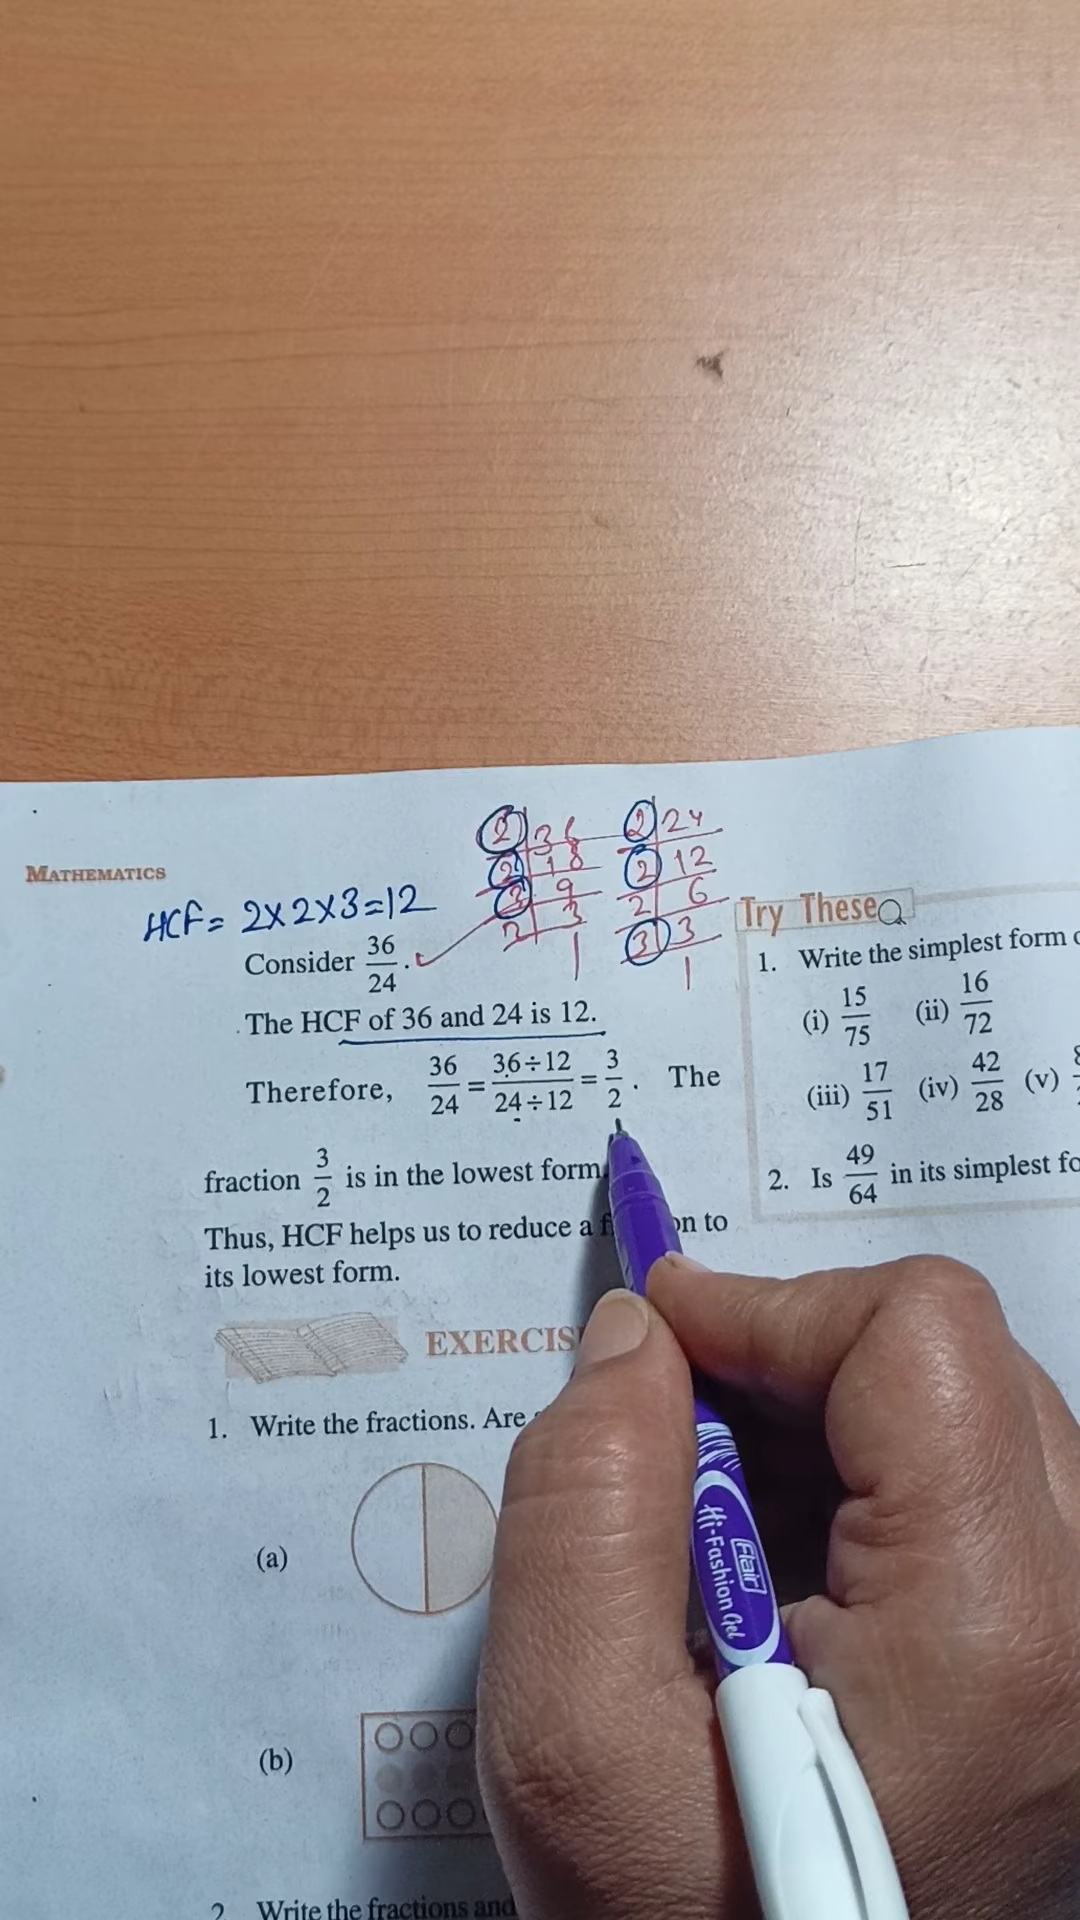 MATHEMATICS
HCF = 2×2×3=12
2 36
2 18
3 9
3 3
1
2 24
2 12
2 6
3 3
1
Consider 36/24.
The HCF of 36 and 24 is 12.
Therefore, 36/24 = 36÷12/24÷12 = 3/2. The
fraction 3/2 is in the lowest form.
Thus, HCF helps us to reduce a f on to
its lowest form.
Try These
1. Write the simplest form
(i) 15/75 (ii) 16/72
(iii) 17/51 (iv) 42/28 (v)
2. Is 49/64 in its simplest fo
EXERCIS
1. Write the fractions. Are
(a)
(b)
2 Write the fractions and
Flair
Hi-Fashion Gel